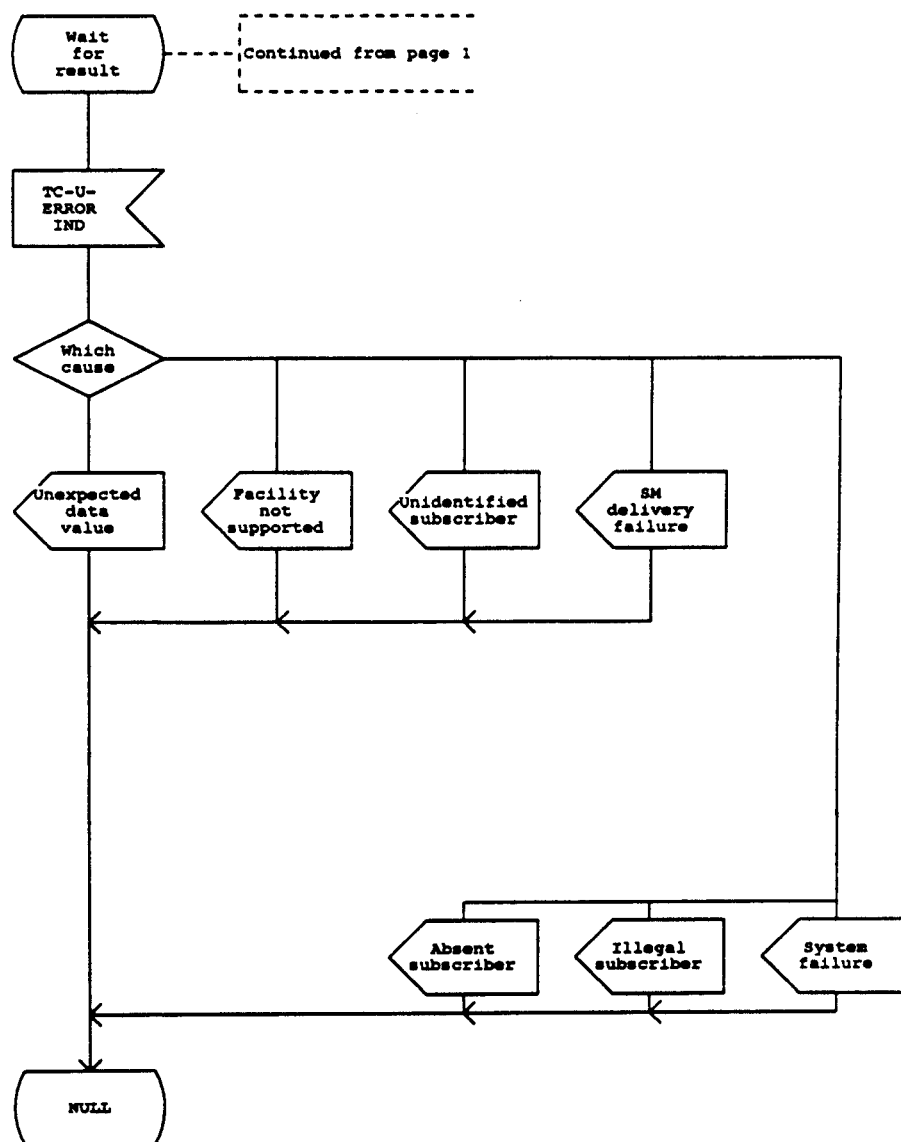 Wait
for
result
Continued from page 1
TC-U-
ERROR
IND
Which
cause
Unexpected
data
value
Facility
not
supported
Unidentified
subscriber
SM
delivery
failure
Absent
subscriber
Illegal
subscriber
System
failure
NULL